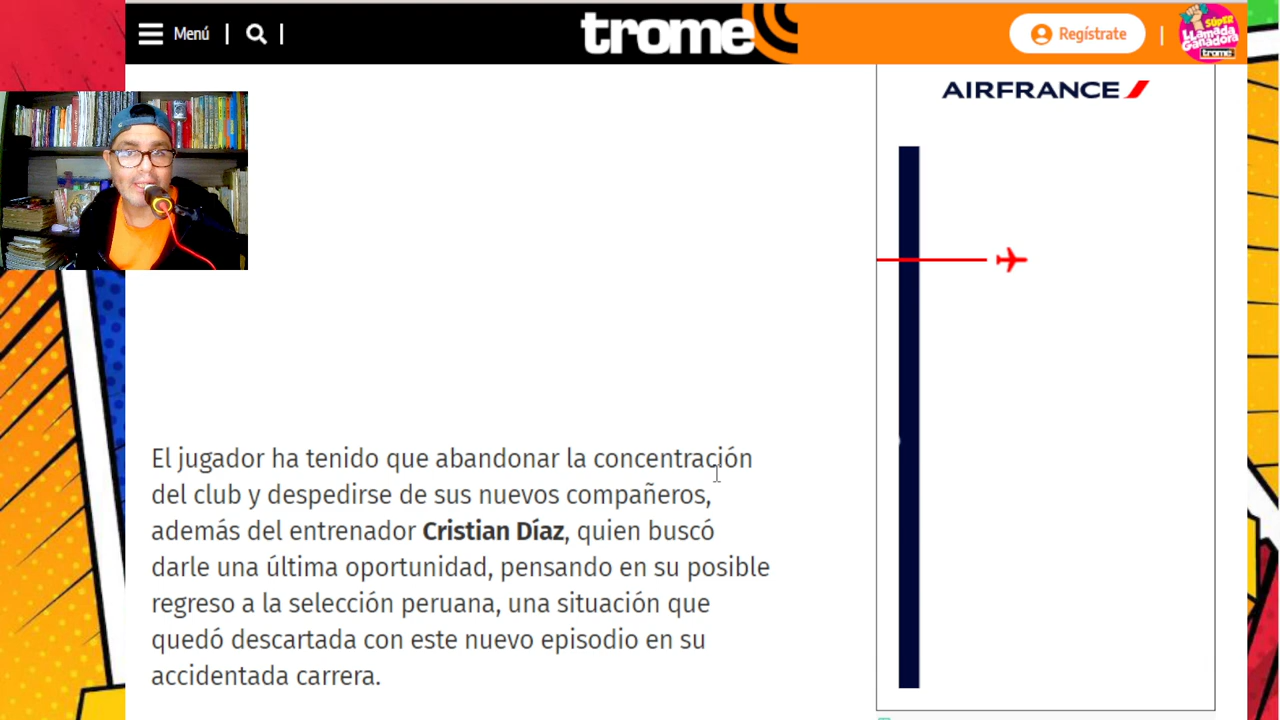 Menú
trome
Regístrate
SÚPER
LLAMADA
GANADORA
trome
AIRFRANCE
El jugador ha tenido que abandonar la concentración
del club y despedirse de sus nuevos compañeros,
además del entrenador Cristian Díaz, quien buscó
darle una última oportunidad, pensando en su posible
regreso a la selección peruana, una situación que
quedó descartada con este nuevo episodio en su
accidentada carrera.